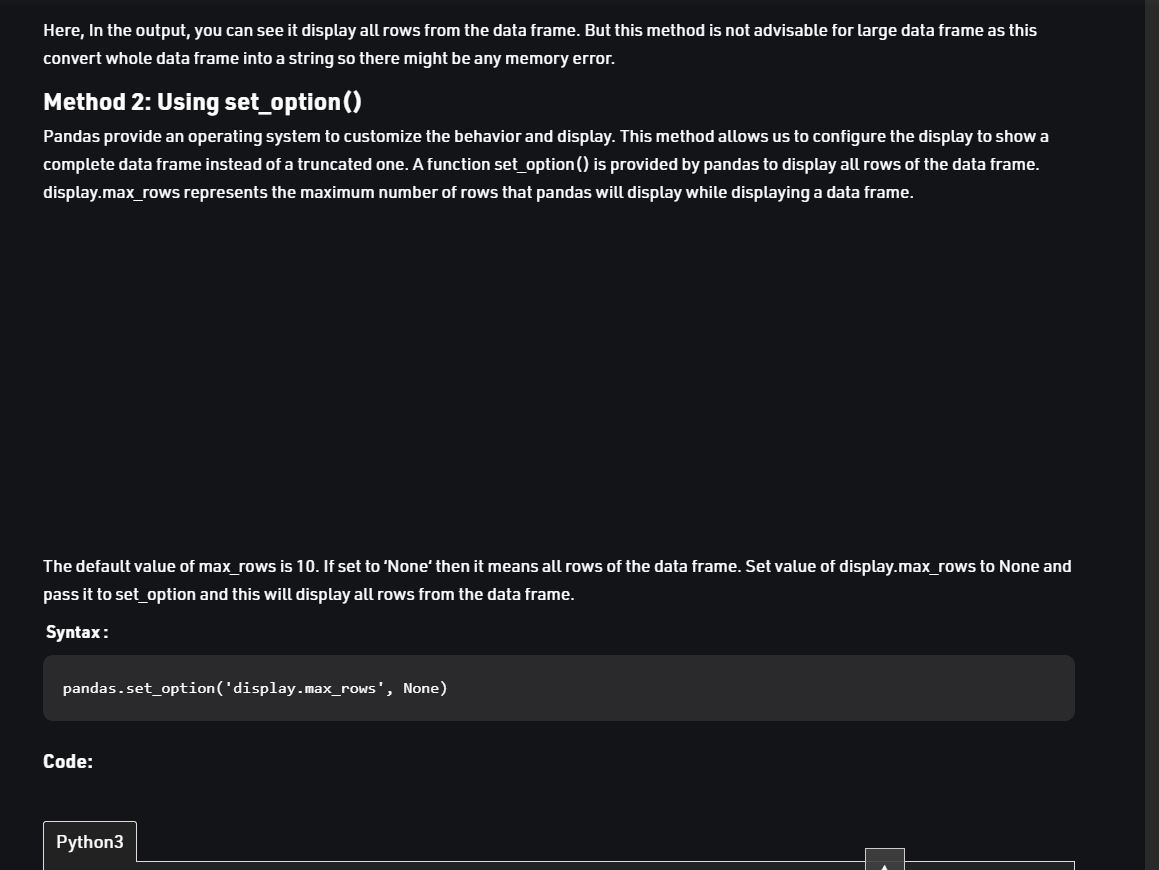 Here, In the output, you can see it display all rows from the data frame. But this method is not advisable for large data frame as this
convert whole data frame into a string so there might be any memory error.
Method 2: Using set_option()
Pandas provide an operating system to customize the behavior and display. This method allows us to configure the display to show a
complete data frame instead of a truncated one. A function set_option() is provided by pandas to display all rows of the data frame.
display.max_rows represents the maximum number of rows that pandas will display while displaying a data frame.
The default value of max_rows is 10. If set to ‘None‘ then it means all rows of the data frame. Set value of display.max_rows to None and
pass it to set_option and this will display all rows from the data frame.
Syntax :
pandas.set_option('display.max_rows', None)
Code:
Python3